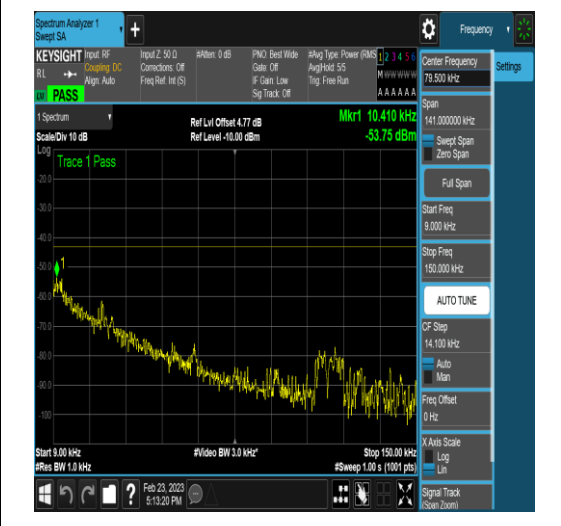 Spectrum Analyzer 1
Swept SA
Frequency
KEYSIGHT
Input: RF
Coupling: DC
Align: Auto
RL
PASS
Input Z: 50 Ω
Corrections: Off
Freq Ref: Int (S)
#Atten: 0 dB
PNO: Best Wide
Gate: Off
IF Gain: Low
Sig Track: Off
#Avg Type: Power (RMS
Avg|Hold: 5/5
Trig: Free Run
1 2 3 4 5 6
M W W W W W
A A A A A A
1 Spectrum
Scale/Div 10 dB
Ref Lvl Offset 4.77 dB
Ref Level -10.00 dBm
Mkr1 10.410 kHz
-53.75 dBm
Log
Trace 1 Pass
1
-20.0
-30.0
-40.0
-50.0
-60.0
-70.0
-80.0
-90.0
-100
Start 9.00 kHz
#Res BW 1.0 kHz
#Video BW 3.0 kHz*
Stop 150.00 kHz
#Sweep 1.00 s (1001 pts)
Feb 23, 2023
5:13:20 PM
?
Center Frequency
79.500 kHz
Settings
Span
141.000000 kHz
Swept Span
Zero Span
Full Span
Start Freq
9.000 kHz
Stop Freq
150.000 kHz
AUTO TUNE
CF Step
14.100 kHz
Auto
Man
Freq Offset
0 Hz
X Axis Scale
Log
Lin
Signal Track
(Span Zoom)